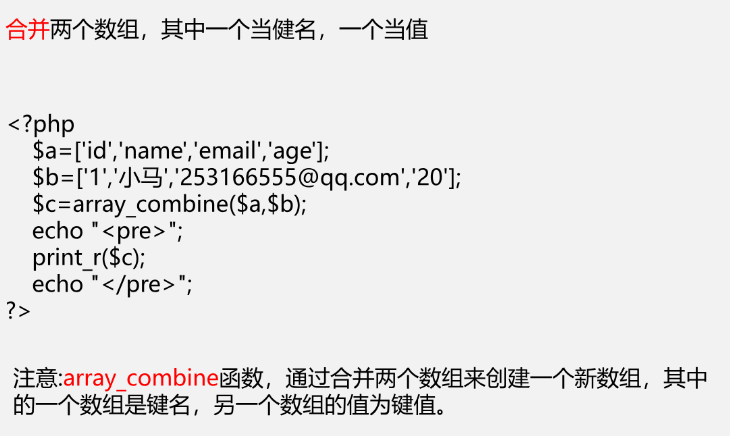 合并两个数组，其中一个当健名，一个当值
<?php
    $a=['id','name','email','age'];
    $b=['1','小马','253166555@qq.com','20'];
    $c=array_combine($a,$b);
    echo "<pre>";
    print_r($c);
    echo "</pre>";
?>
注意:array_combine函数，通过合并两个数组来创建一个新数组，其中
的一个数组是键名，另一个数组的值为键值。